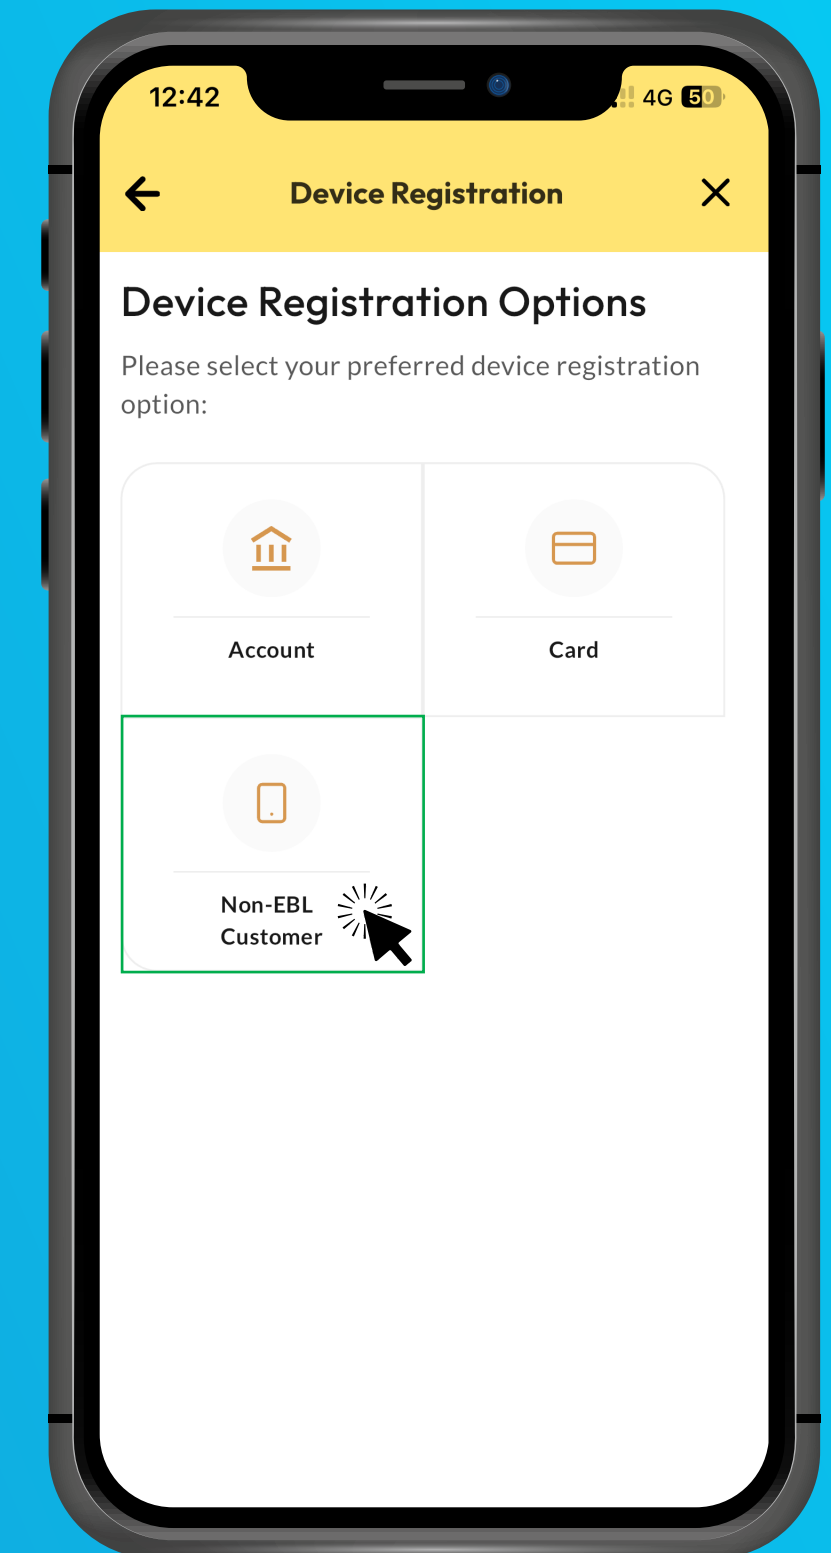 12:42
4G 50
Device Registration
Device Registration Options
Please select your preferred device registration
option:
Account
Card
Non-EBL
Customer